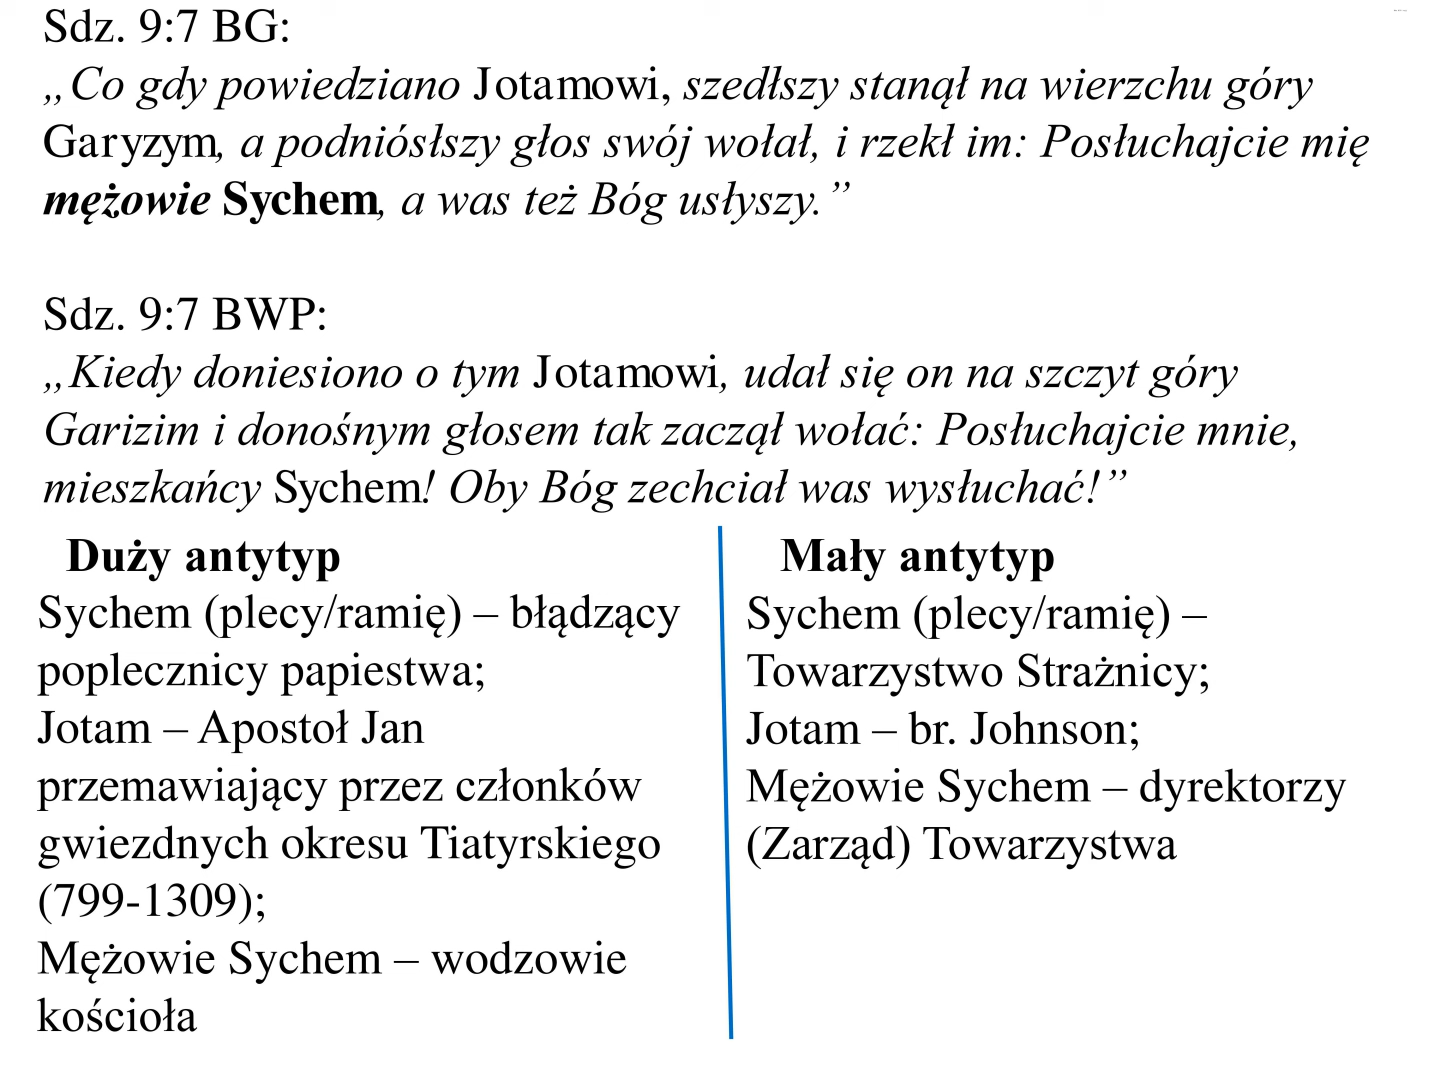 Sdz. 9:7 BG:
„Co gdy powiedziano Jotamowi, szedłszy stanął na wierzchu góry
Garyzym, a podniósłszy głos swój wołał, i rzekł im: Posłuchajcie mię
mężowie Sychem, a was też Bóg usłyszy.”
Sdz. 9:7 BWP:
„Kiedy doniesiono o tym Jotamowi, udał się on na szczyt góry
Garizim i donośnym głosem tak zaczął wołać: Posłuchajcie mnie,
mieszkańcy Sychem! Oby Bóg zechciał was wysłuchać!”
Duży antytyp
Sychem (plecy/ramię) – błądzący
poplecznicy papiestwa;
Jotam – Apostoł Jan
przemawiający przez członków
gwiezdnych okresu Tiatyrskiego
(799-1309);
Mężowie Sychem – wodzowie
kościoła
Mały antytyp
Sychem (plecy/ramię) –
Towarzystwo Strażnicy;
Jotam – br. Johnson;
Mężowie Sychem – dyrektorzy
(Zarząd) Towarzystwa